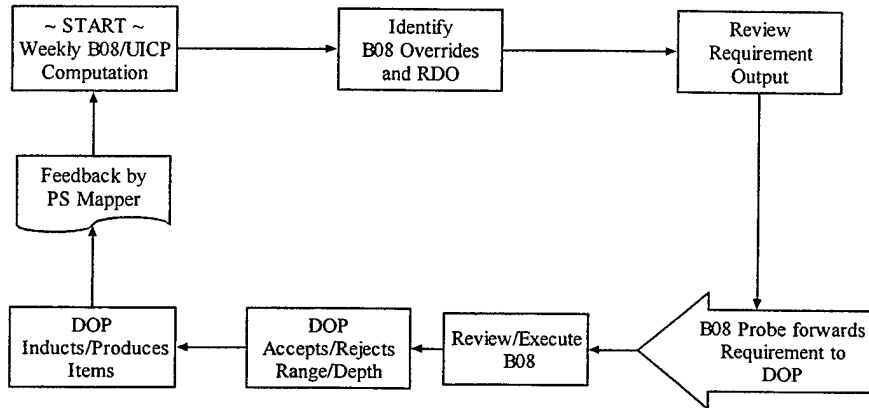 ~ START ~
Weekly B08/UICP
Computation
Identify
B08 Overrides
and RDO
Review
Requirement
Output
Feedback by
PS Mapper
DOP
Inducts/Produces
Items
DOP
Accepts/Rejects
Range/Depth
Review/Execute
B08
B08 Probe forwards
Requirement to
DOP